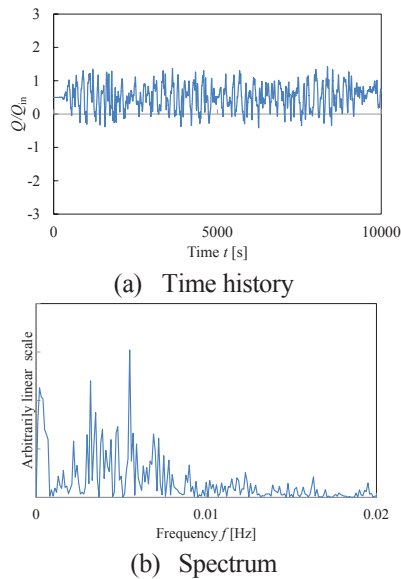 3
2
1
0
-1
-2
-3
Q/Qin
0
5000
10000
Time t [s]
(a) Time history
Arbitrarily linear scale
0
0.01
0.02
Frequency f [Hz]
(b) Spectrum